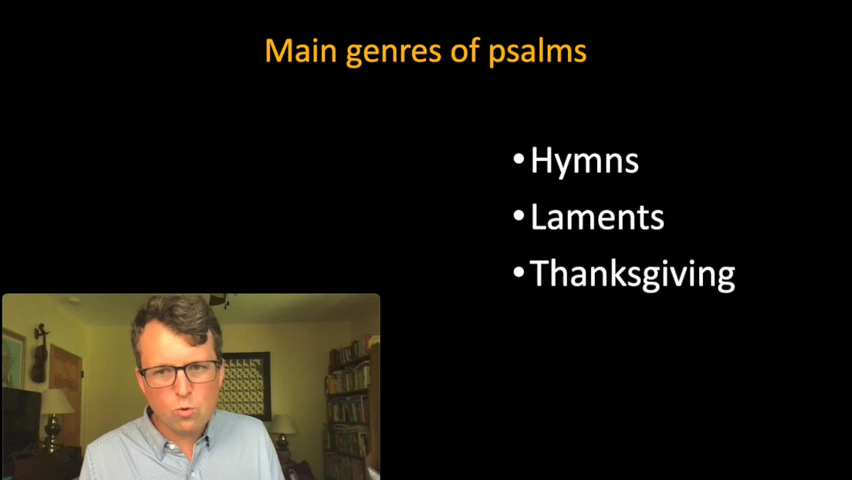 Main genres of psalms
•Hymns
•Laments
•Thanksgiving